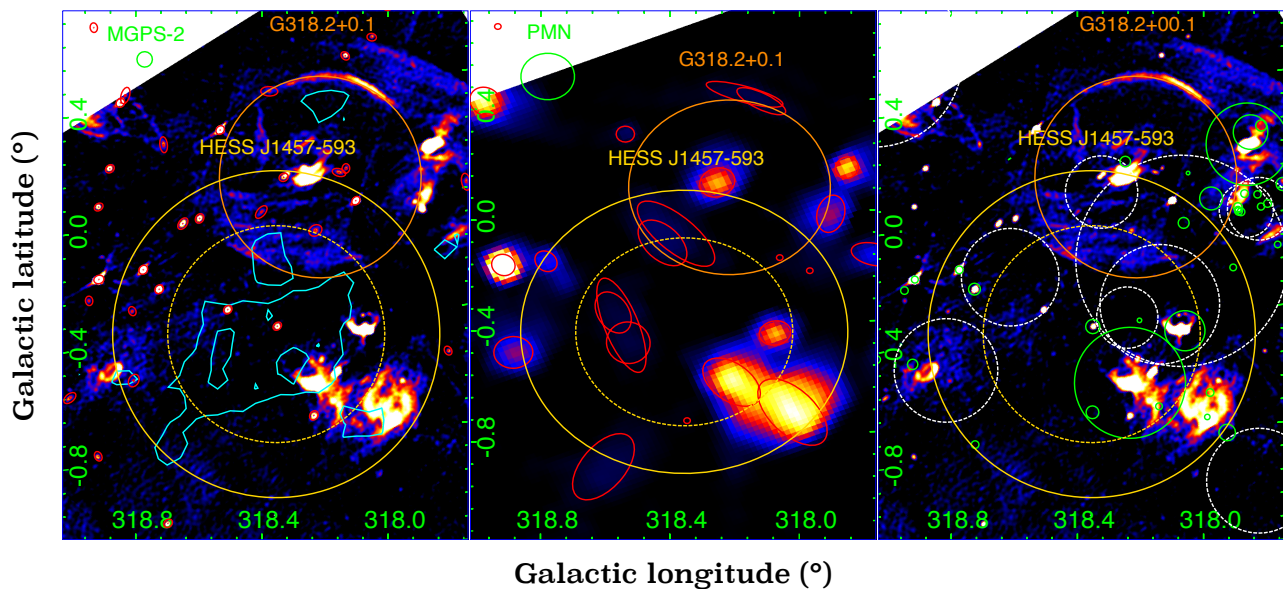 G318.2+0.1
MGPS-2
HESS J1457-593
0.4
0.0
-0.4
-0.8
318.8
318.4
318.0
PMN
G318.2+0.1
HESS J1457-593
0.4
0.0
-0.4
-0.8
318.8
318.4
318.0
G318.2+00.1
HESS J1457-593
0.4
0.0
-0.4
-0.8
318.8
318.4
318.0
Galactic latitude (°)
Galactic longitude (°)